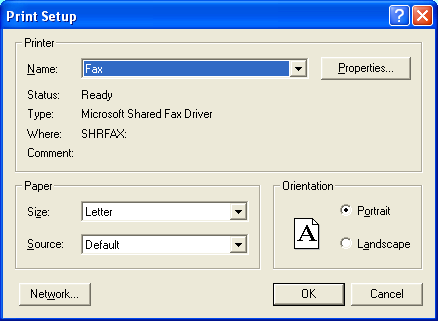 Print Setup
Printer
Name: Fax Properties...
Status: Ready
Type: Microsoft Shared Fax Driver
Where: SHRFAX:
Comment:
Paper
Size: Letter
Source: Default
Orientation
A
Portrait
Landscape
Network... OK Cancel